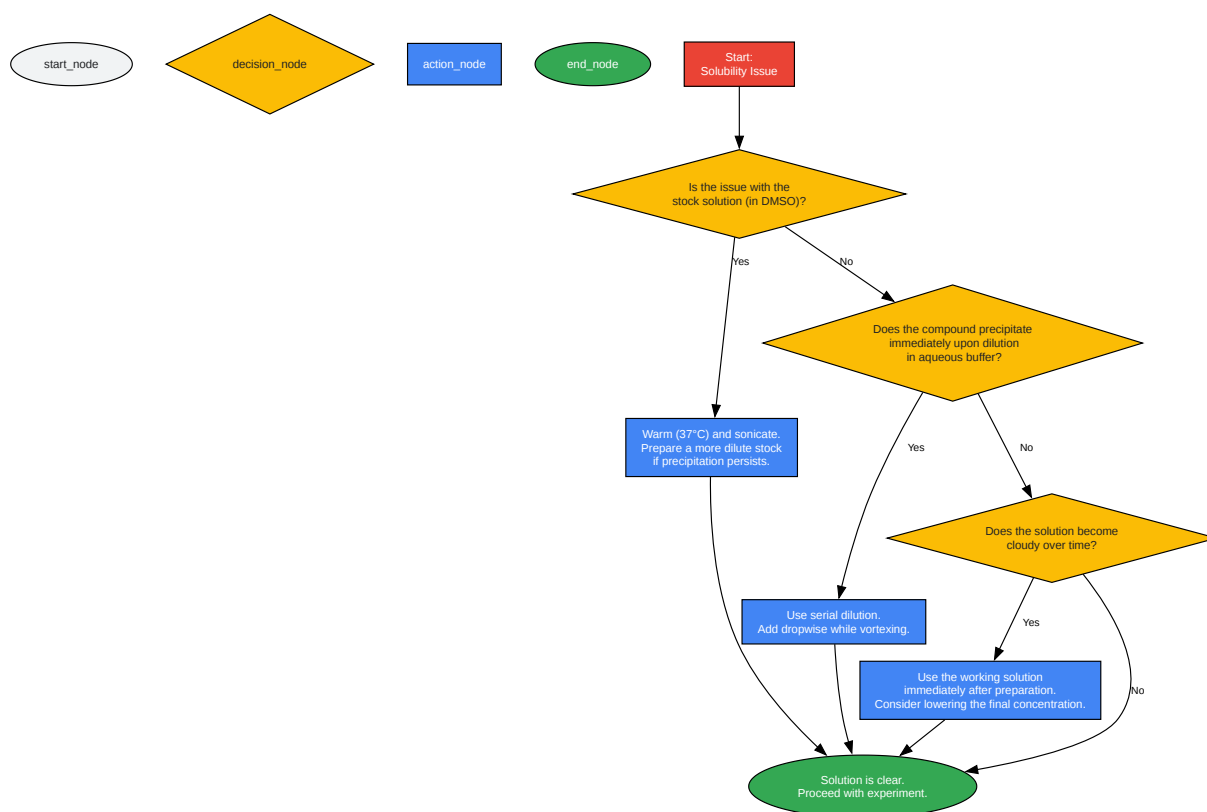 start_node
decision_node
action_node
end_node
Start:
Solubility Issue
Is the issue with the
stock solution (in DMSO)?
Yes
No
Does the compound precipitate
immediately upon dilution
in aqueous buffer?
Warm (37°C) and sonicate.
Prepare a more dilute stock
if precipitation persists.
Yes
No
Does the solution become
cloudy over time?
Use serial dilution.
Add dropwise while vortexing.
Yes
Use the working solution
immediately after preparation.
Consider lowering the final concentration.
No
Solution is clear.
Proceed with experiment.